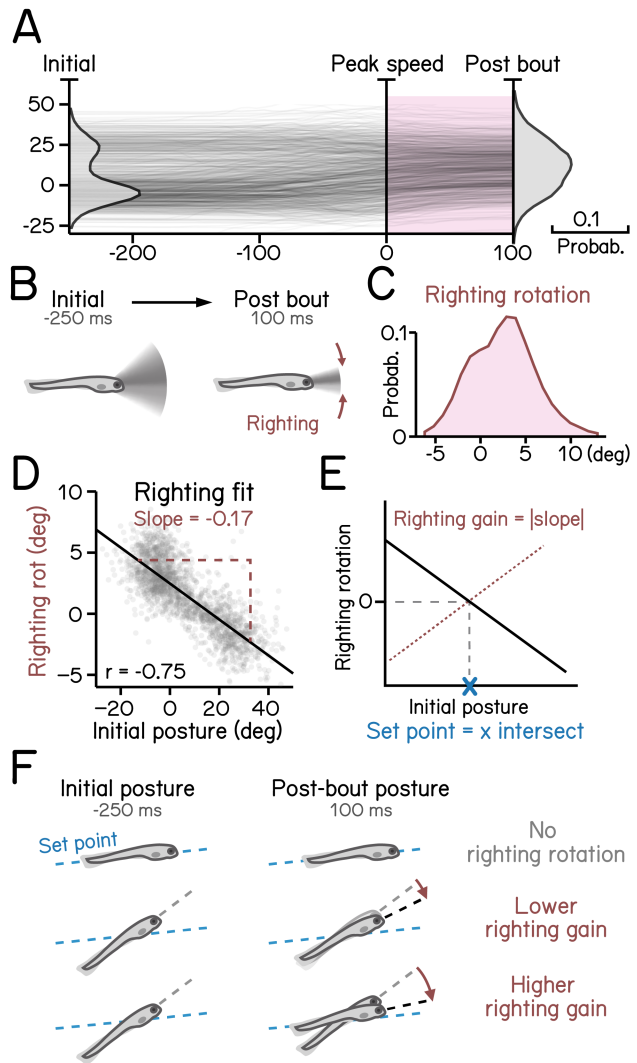 A
Initial
Peak speed
Post bout
50
25
0
-25
-200
-100
0
100
0.1
Probab.
B
Initial
-250 ms
Post bout
100 ms
Righting
C
Righting rotation
Probab.
0.1
0
-5
0
5
10 (deg)
D
Righting fit
Slope = -0.17
Righting rot (deg)
10
5
0
−5
r = -0.75
−20
0
20
40
Initial posture (deg)
E
Righting gain = |slope|
Righting rotation
0
Initial posture
Set point = x intersect
F
Initial posture
-250 ms
Post-bout posture
100 ms
Set point
No
righting rotation
Lower
righting gain
Higher
righting gain